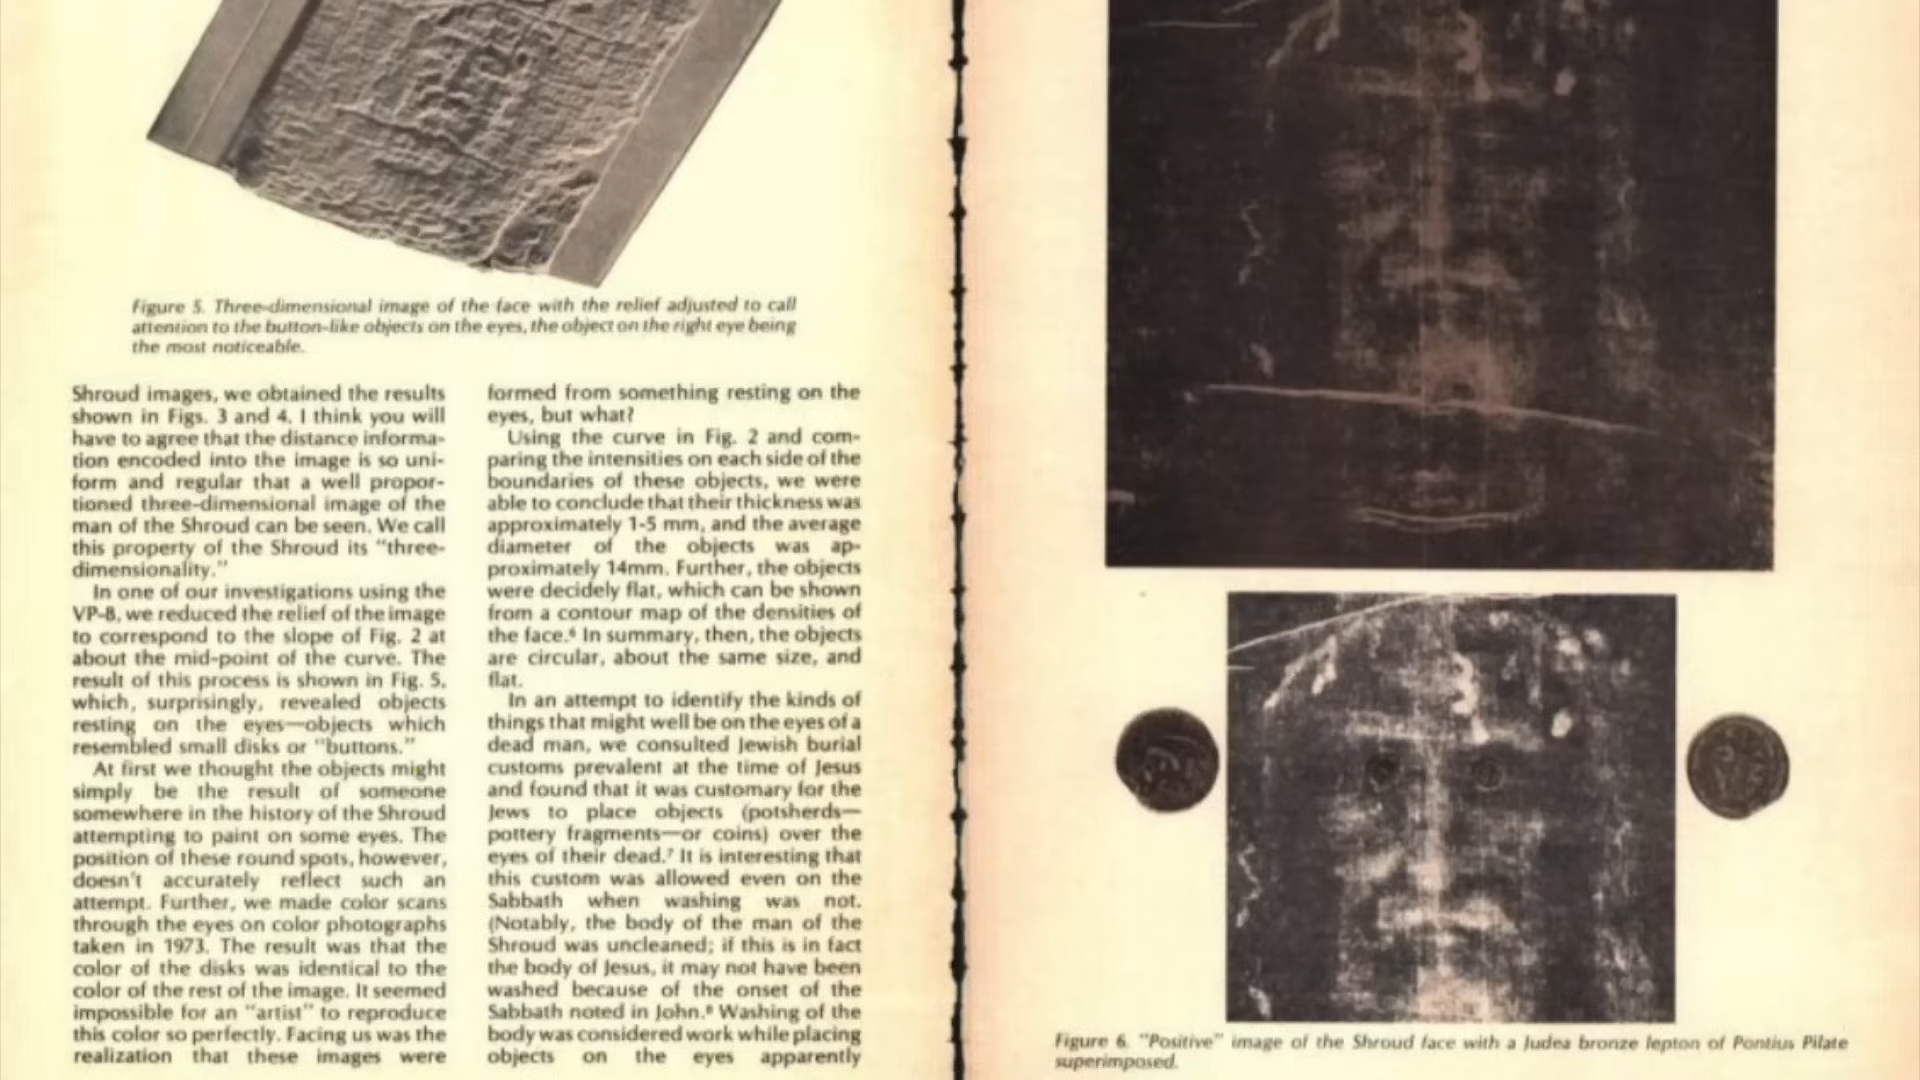 Figure 5. Three-dimensional image of the face with the relief adjusted to call
attention to the button-like objects on the eyes, the object on the right eye being
the most noticeable.
Shroud images, we obtained the results
shown in Figs. 3 and 4. I think you will
have to agree that the distance informa-
tion encoded into the image is so uni-
form and regular that a well propor-
tioned three-dimensional image of the
man of the Shroud can be seen. We call
this property of the Shroud its "three-
dimensionality."
In one of our investigations using the
VP-8, we reduced the relief of the image
to correspond to the slope of Fig. 2 at
about the mid-point of the curve. The
result of this process is shown in Fig. 5,
which, surprisingly, revealed objects
resting on the eyes—objects which
resembled small disks or "buttons."
At first we thought the objects might
simply be the result of someone
somewhere in the history of the Shroud
attempting to paint on some eyes. The
position of these round spots, however,
doesn't accurately reflect such an
attempt. Further, we made color scans
through the eyes on color photographs
taken in 1973. The result was that the
color of the disks was identical to the
color of the rest of the image. It seemed
impossible for an "artist" to reproduce
this color so perfectly. Facing us was the
realization that these images were
formed from something resting on the
eyes, but what?
Using the curve in Fig. 2 and com-
paring the intensities on each side of the
boundaries of these objects, we were
able to conclude that their thickness was
approximately 1-5 mm, and the average
diameter of the objects was ap-
proximately 14mm. Further, the objects
were decidely flat, which can be shown
from a contour map of the densities of
the face.⁶ In summary, then, the objects
are circular, about the same size, and
flat.
In an attempt to identify the kinds of
things that might well be on the eyes of a
dead man, we consulted Jewish burial
customs prevalent at the time of Jesus
and found that it was customary for the
Jews to place objects (potsherds—
pottery fragments—or coins) over the
eyes of their dead.⁷ It is interesting that
this custom was allowed even on the
Sabbath when washing was not.
(Notably, the body of the man of the
Shroud was uncleaned; if this is in fact
the body of Jesus, it may not have been
washed because of the onset of the
Sabbath noted in John.⁸ Washing of the
body was considered work while placing
objects on the eyes apparently
Figure 6. "Positive" image of the Shroud face with a Judea bronze lepton of Pontius Pilate
superimposed.